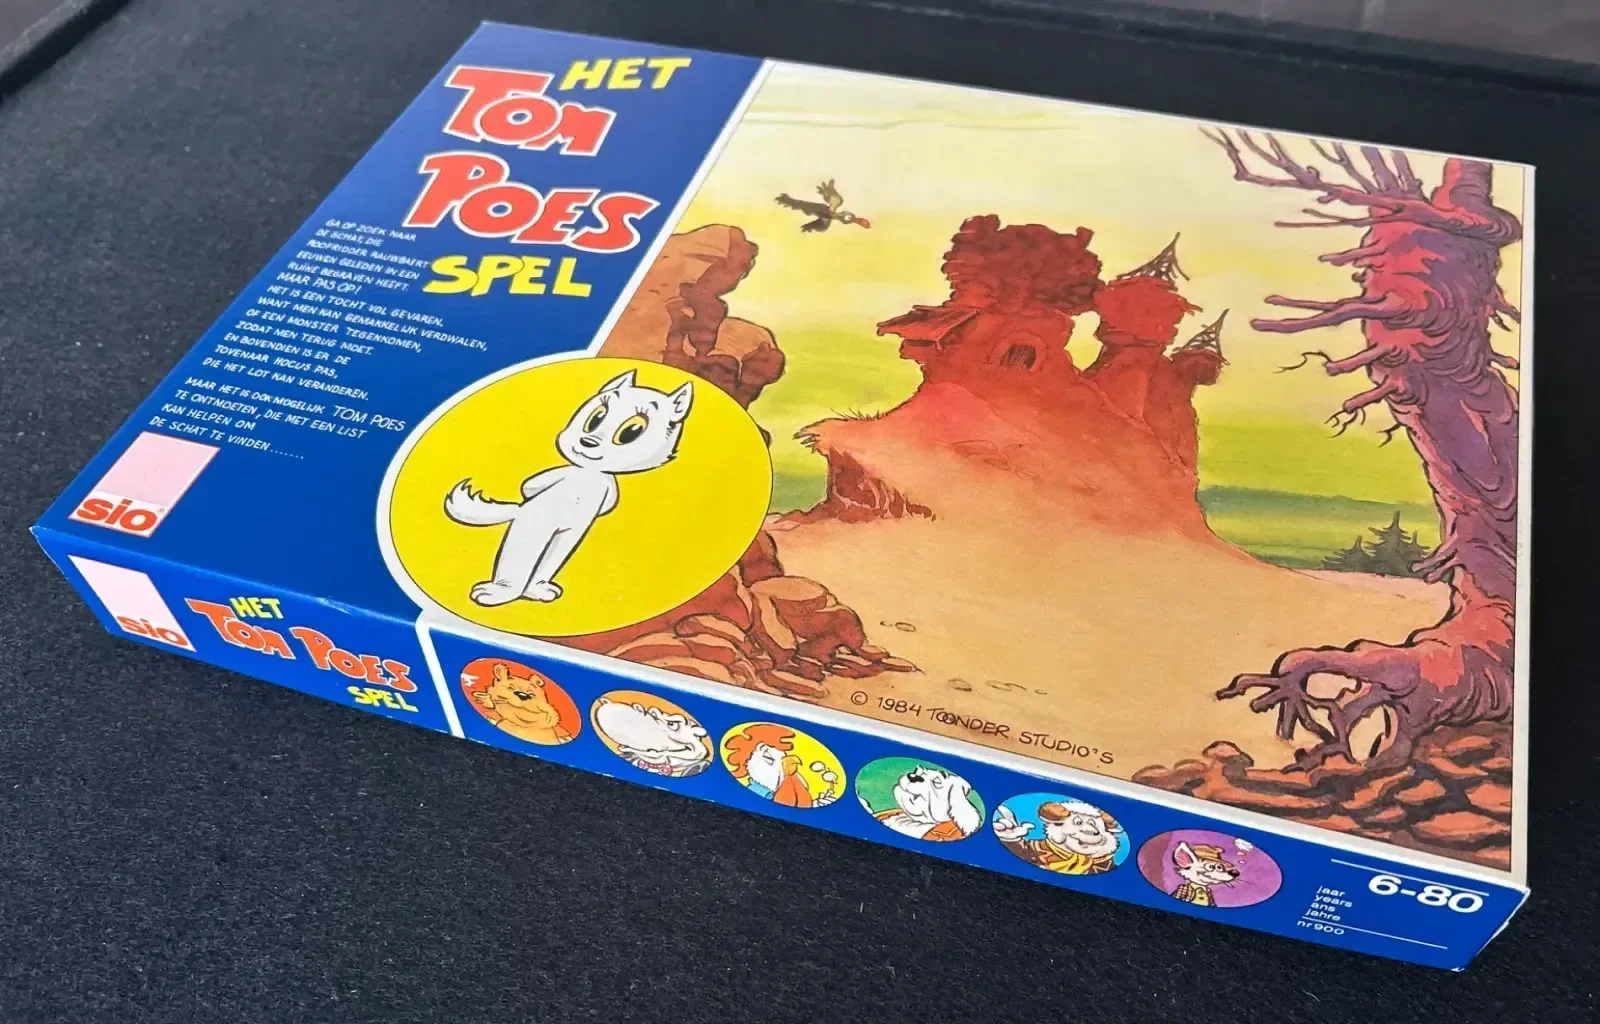 HET
TOM
POES
SPEL
GA OP ZOEK NAAR
DE SCHAT, DIE
ROOFRIDDER RAUWBAERT
EEUWEN GELEDEN IN EEN
RUINE BEGRAVEN HEEFT.
MAAR PAS OP!
HET IS EEN TOCHT VOL GEVAREN,
WANT MEN KAN GEMAKKELIJK VERDWALEN,
OF EEN MONSTER TEGENKOMEN,
ZODAT MEN TERUG MOET.
EN BOVENDIEN IS ER DE
TOVENAAR HOCUS PAS,
DIE HET LOT KAN VERANDEREN.
MAAR HET IS OOK MOGELIJK TOM POES
TE ONTMOETEN, DIE MET EEN LIST
KAN HELPEN OM
DE SCHAT TE VINDEN.......
sio
© 1984 TOONDER STUDIO'S
sio
HET
TOM POES
SPEL
6-80
jaar
years
ans
jahre
nr 900